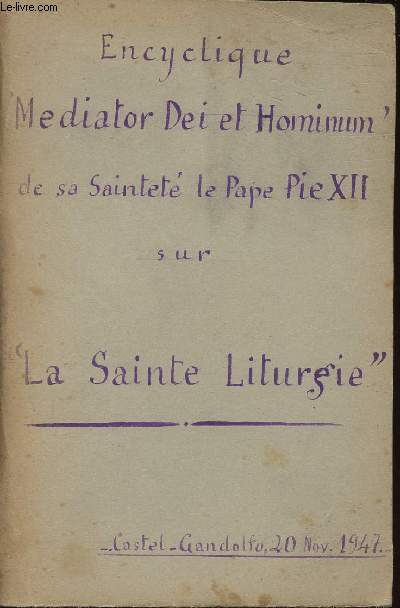 Le-livre.com
Encyclique
"Mediator Dei et Hominum"
de sa Sainteté le Pape Pie XII
sur
"La Sainte Liturgie"
Castel-Gandolfo, 20 Nov. 1947.